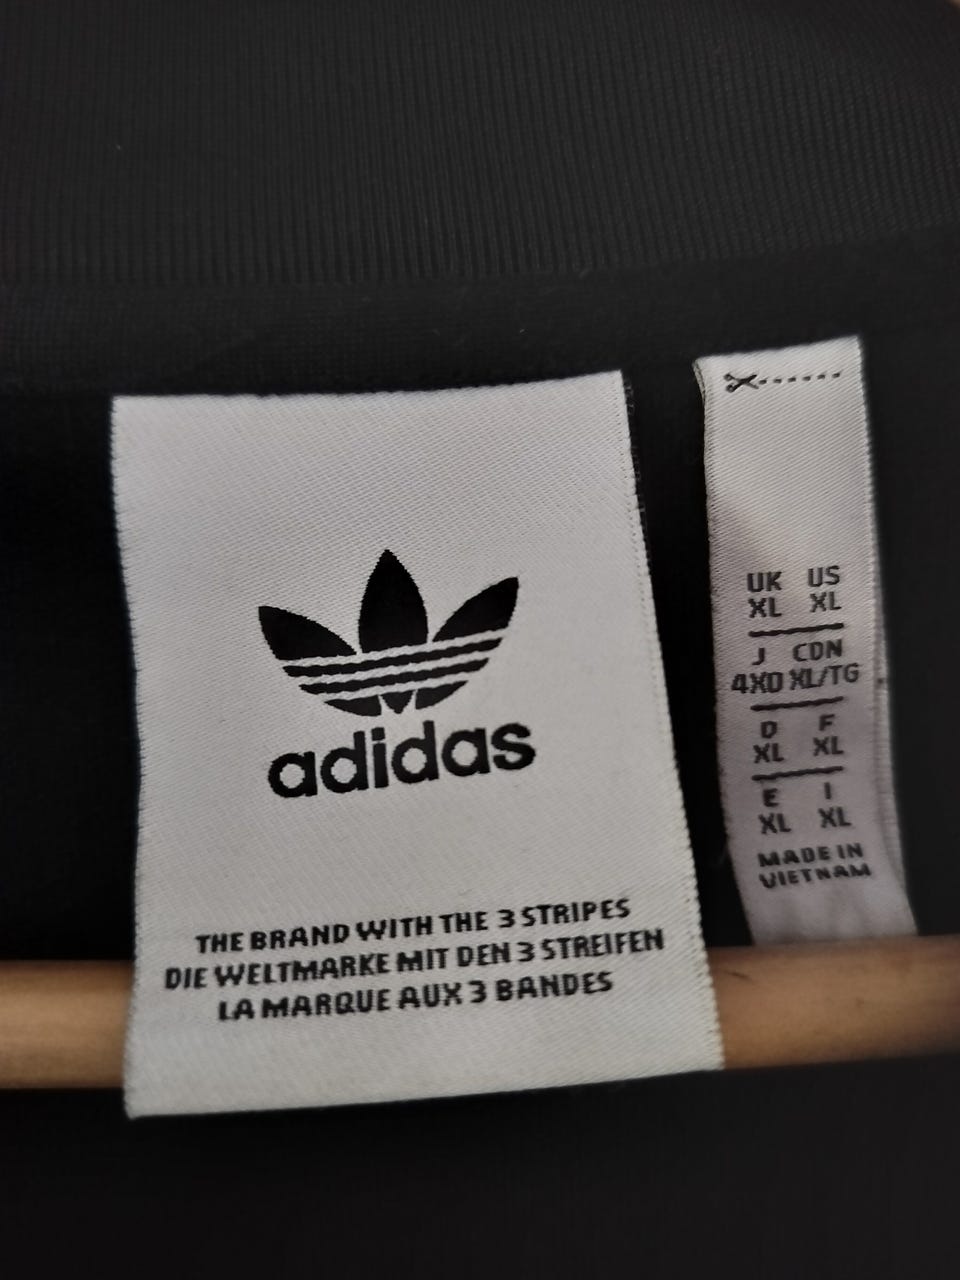 adidas
THE BRAND WITH THE 3 STRIPES
DIE WELTMARKE MIT DEN 3 STREIFEN
LA MARQUE AUX 3 BANDES
UK US
XL XL
J CDN
4XO XL/TG
D F
XL XL
E I
XL XL
MADE IN
VIETNAM